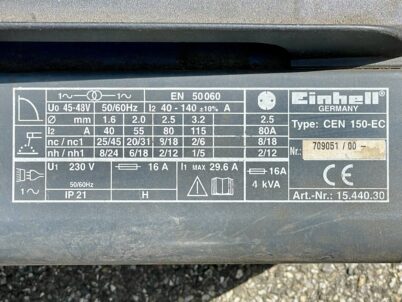 1~ 1~ EN 50060
U0 45-48V 50/60Hz I2 40 - 140 ±10% A
Ø mm 1.6 2.0 2.5 3.2 2.5
I2 A 40 55 80 115 80A
nc / nc1 25/45 20/31 9/18 2/6 8/18
nh / nh1 8/24 6/18 2/12 1/5 2/12
U1 230 V 16 A I1 MAX 29.6 A 16A
1~ 50/60Hz 4 kVA
IP 21 H
Einhell
GERMANY
Type: CEN 150-EC
Nr.: 709051 / 00 -
CE
Art.-Nr.: 15.440.30